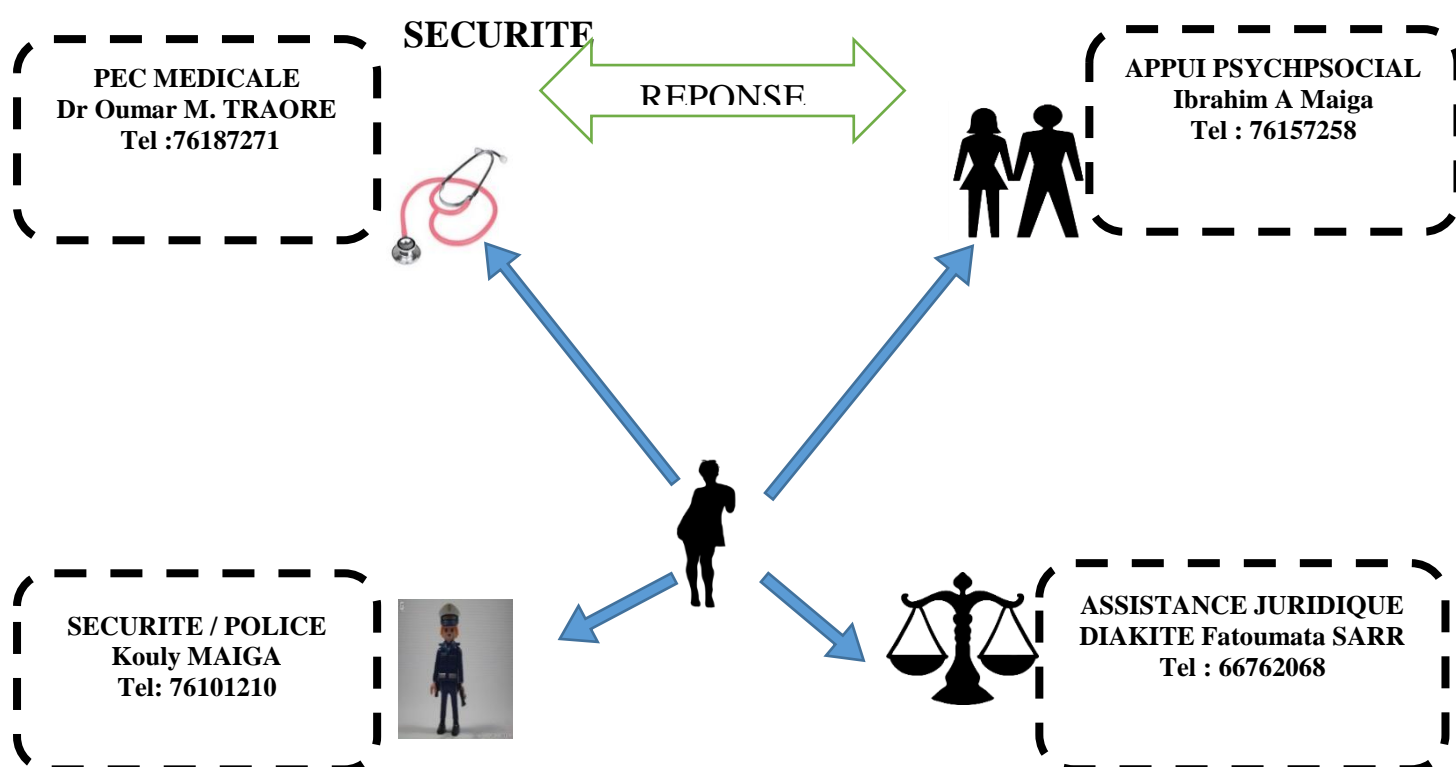 SECURITE
PEC MEDICALE
Dr Oumar M. TRAORE
Tel :76187271
REPONSE
APPUI PSYCHPSOCIAL
Ibrahim A Maiga
Tel : 76157258
SECURITE / POLICE
Kouly MAIGA
Tel: 76101210
ASSISTANCE JURIDIQUE
DIAKITE Fatoumata SARR
Tel : 66762068